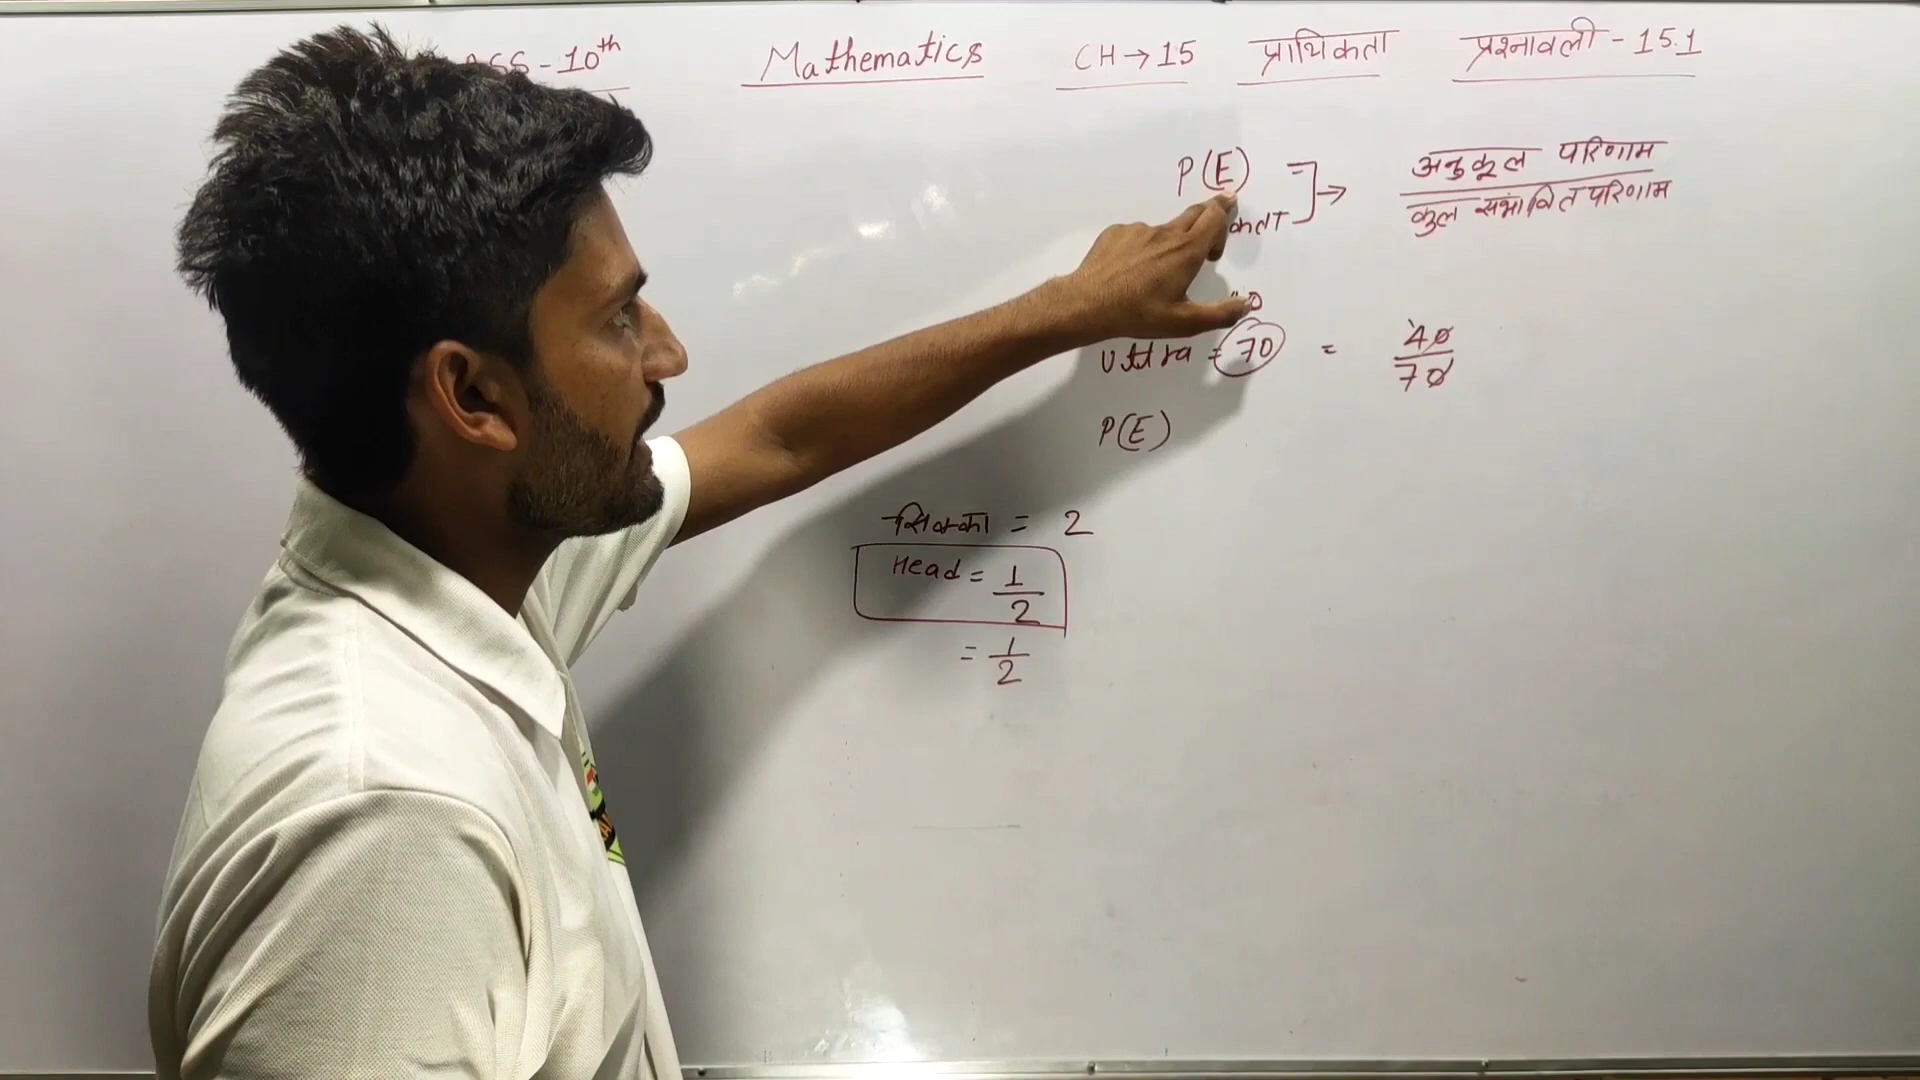 - 10th Mathematics CH → 15 प्रायिकता प्रश्नावली - 15.1
P(E) = ] → अनुकूल परिणाम
कुल संभावित परिणाम
= 70 = 40
70
P(E)
सिक्का = 2
Head = 1
2
= 1
2